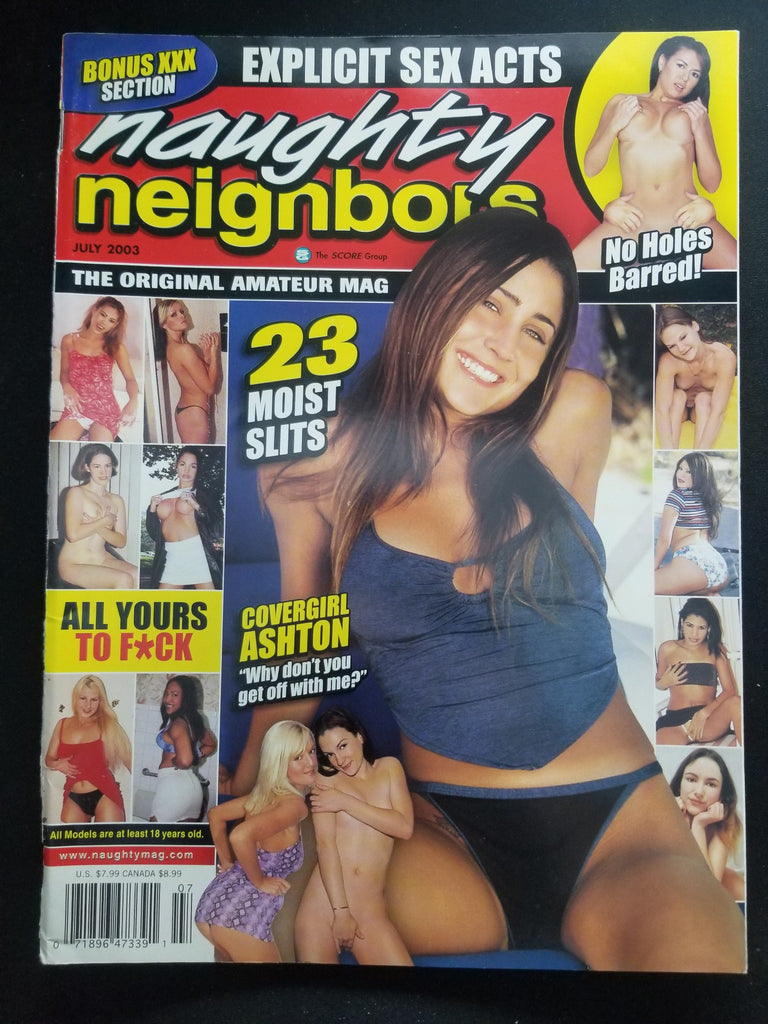 BONUS XXX
SECTION
EXPLICIT SEX ACTS
naughty
neighbors
JULY 2003
The SCORE Group
No Holes
Barred!
THE ORIGINAL AMATEUR MAG
23
MOIST
SLITS
ALL YOURS
TO F*CK
COVERGIRL
ASHTON
"Why don't you
get off with me?"
All Models are at least 18 years old.
www.naughtymag.com
U.S. $7.99 CANADA $8.99
07
0 71896 47339 1